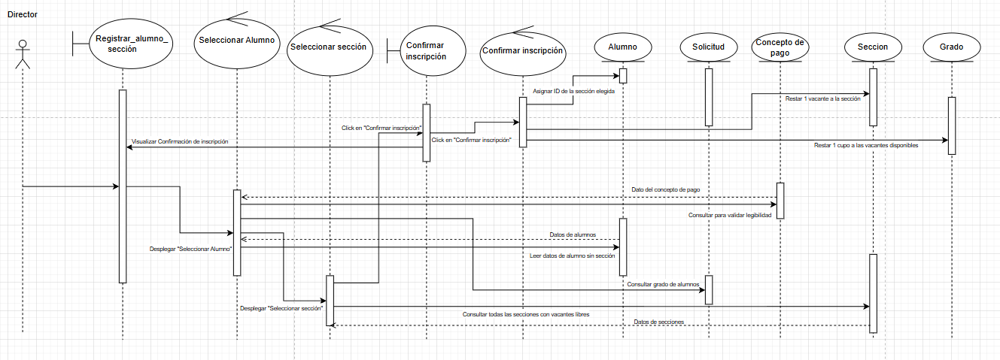 Director
Registrar_alumno_
sección
Seleccionar Alumno
Seleccionar sección
Confirmar
inscripción
Confirmar inscripción
Alumno
Solicitud
Concepto de
pago
Seccion
Grado
Asignar ID de la sección elegida
Restar 1 vacante a la sección
Click en "Confirmar inscripción"
Click en "Confirmar inscripción"
Visualizar Confirmación de inscripción
Restar 1 cupo a las vacantes disponibles
Dato del concepto de pago
Consultar para validar legibilidad
Datos de alumnos
Desplegar "Seleccionar Alumno"
Leer datos de alumno sin sección
Consultar grado de alumnos
Desplegar "Seleccionar sección"
Consultar todas las secciones con vacantes libres
Datos de secciones